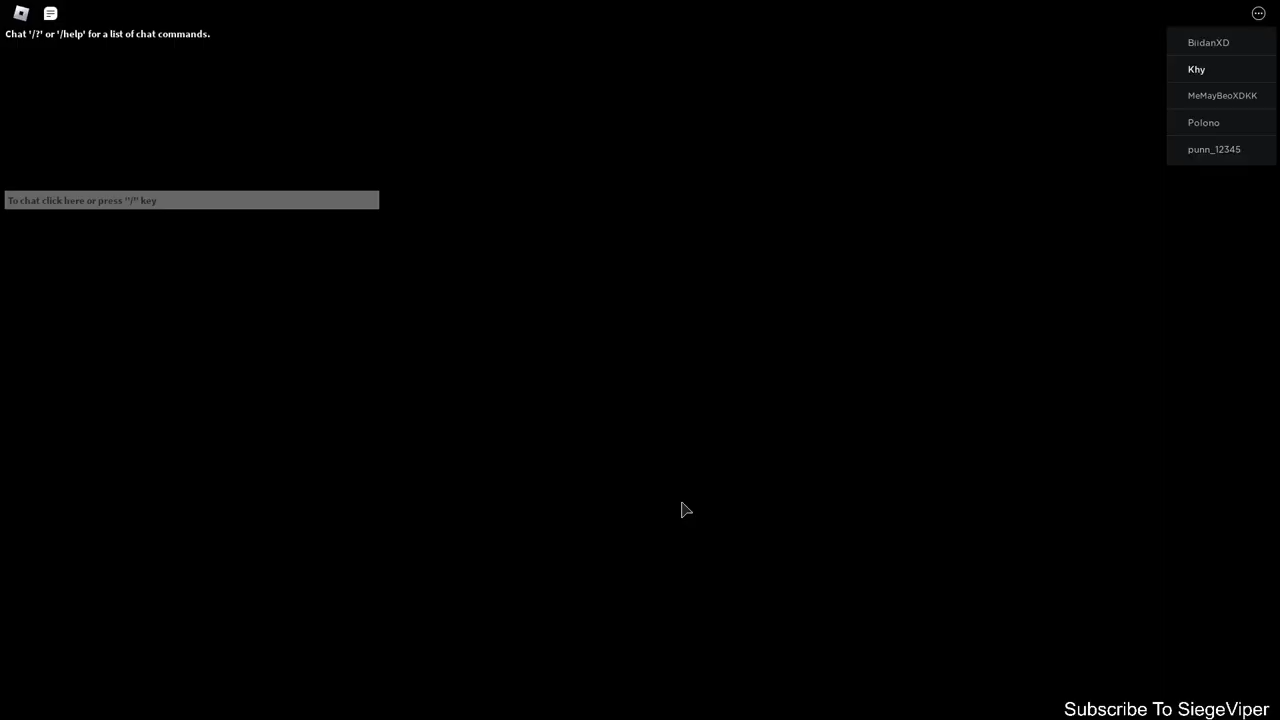 Chat '/?' or '/help' for a list of chat commands.
BiidanXD
Khy
MeMayBeoXDKK
Polono
punn_12345
To chat click here or press "/" key
Subscribe To SiegeViper